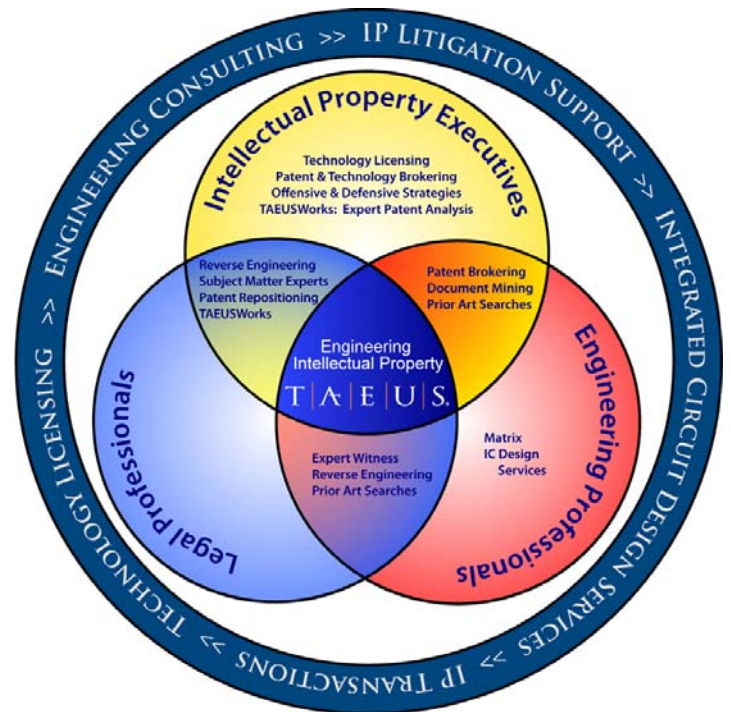 ENGINEERING CONSULTING >> IP LITIGATION SUPPORT >> INTEGRATED CIRCUIT DESIGN SERVICES >> IP TRANSACTIONS >> TECHNOLOGY LICENSING >>
Intellectual Property Executives
Technology Licensing
Patent & Technology Brokering
Offensive & Defensive Strategies
TAEUSWorks: Expert Patent Analysis
Reverse Engineering
Subject Matter Experts
Patent Repositioning
TAEUSWorks
Patent Brokering
Document Mining
Prior Art Searches
Engineering
Intellectual Property
T|A|E|U|S.®
Legal Professionals
Expert Witness
Reverse Engineering
Prior Art Searches
Matrix
IC Design
Services
Engineering Professionals